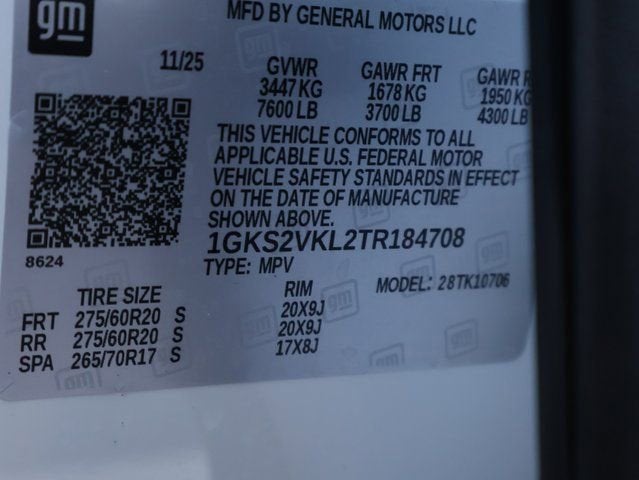 gm
MFD BY GENERAL MOTORS LLC
11/25 GVWR GAWR FRT GAWR R
3447 KG 1678 KG 1950 KG
7600 LB 3700 LB 4300 LB
THIS VEHICLE CONFORMS TO ALL
APPLICABLE U.S. FEDERAL MOTOR
VEHICLE SAFETY STANDARDS IN EFFECT
ON THE DATE OF MANUFACTURE
SHOWN ABOVE.
1GKS2VKL2TR184708
8624
TYPE: MPV MODEL: 28TK10706
TIRE SIZE RIM
FRT 275/60R20 S 20X9J
RR 275/60R20 S 20X9J
SPA 265/70R17 S 17X8J